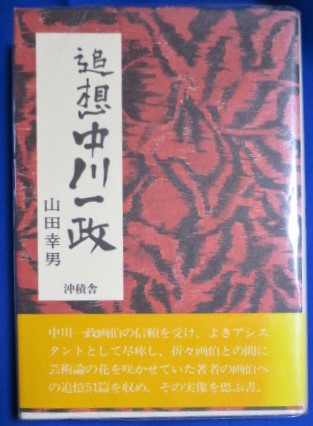 追想中川一政
山田幸男
沖積舎
中川一政画伯の信頼を受け、よきアシス
タントとして尽瘁し、折々画伯との間に
芸術論の花を咲かせていた著者の画伯へ
の追憶54篇を収め、その実像を偲ぶ書。